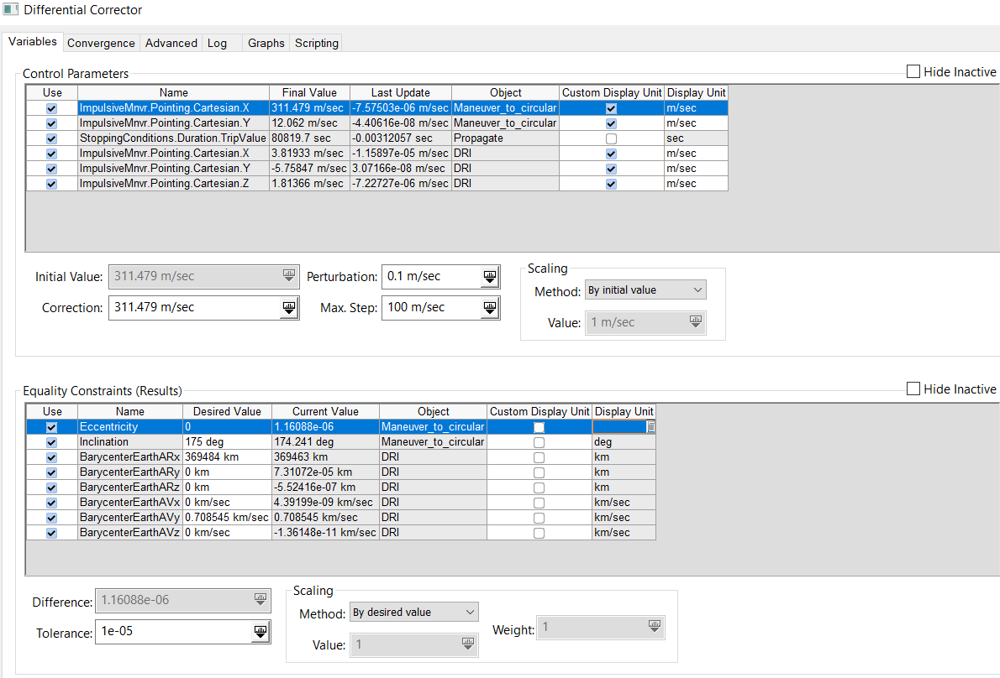 Differential Corrector
Variables Convergence Advanced Log Graphs Scripting
Control Parameters Hide Inactive
Use Name Final Value Last Update Object Custom Display Unit Display Unit
ImpulsiveMnvr.Pointing.Cartesian.X 311.479 m/sec -7.57503e-06 m/sec Maneuver_to_circular m/sec
ImpulsiveMnvr.Pointing.Cartesian.Y 12.062 m/sec -4.40616e-08 m/sec Maneuver_to_circular m/sec
StoppingConditions.Duration.TripValue 80819.7 sec -0.00312057 sec Propagate sec
ImpulsiveMnvr.Pointing.Cartesian.X 3.81933 m/sec -1.15897e-05 m/sec DRI m/sec
ImpulsiveMnvr.Pointing.Cartesian.Y -5.75847 m/sec 3.07166e-08 m/sec DRI m/sec
ImpulsiveMnvr.Pointing.Cartesian.Z 1.81366 m/sec -7.22727e-06 m/sec DRI m/sec
Initial Value: 311.479 m/sec Perturbation: 0.1 m/sec
Correction: 311.479 m/sec Max. Step: 100 m/sec
Scaling
Method: By initial value
Value: 1 m/sec
Equality Constraints (Results) Hide Inactive
Use Name Desired Value Current Value Object Custom Display Unit Display Unit
Eccentricity 0 1.16088e-06 Maneuver_to_circular
Inclination 175 deg 174.241 deg Maneuver_to_circular deg
BarycenterEarthARx 369484 km 369463 km DRI km
BarycenterEarthARy 0 km 7.31072e-05 km DRI km
BarycenterEarthARz 0 km -5.52416e-07 km DRI km
BarycenterEarthAVx 0 km/sec 4.39199e-09 km/sec DRI km/sec
BarycenterEarthAVy 0.708545 km/sec 0.708545 km/sec DRI km/sec
BarycenterEarthAVz 0 km/sec -1.36148e-11 km/sec DRI km/sec
Difference: 1.16088e-06
Tolerance: 1e-05
Scaling
Method: By desired value
Value: 1
Weight: 1